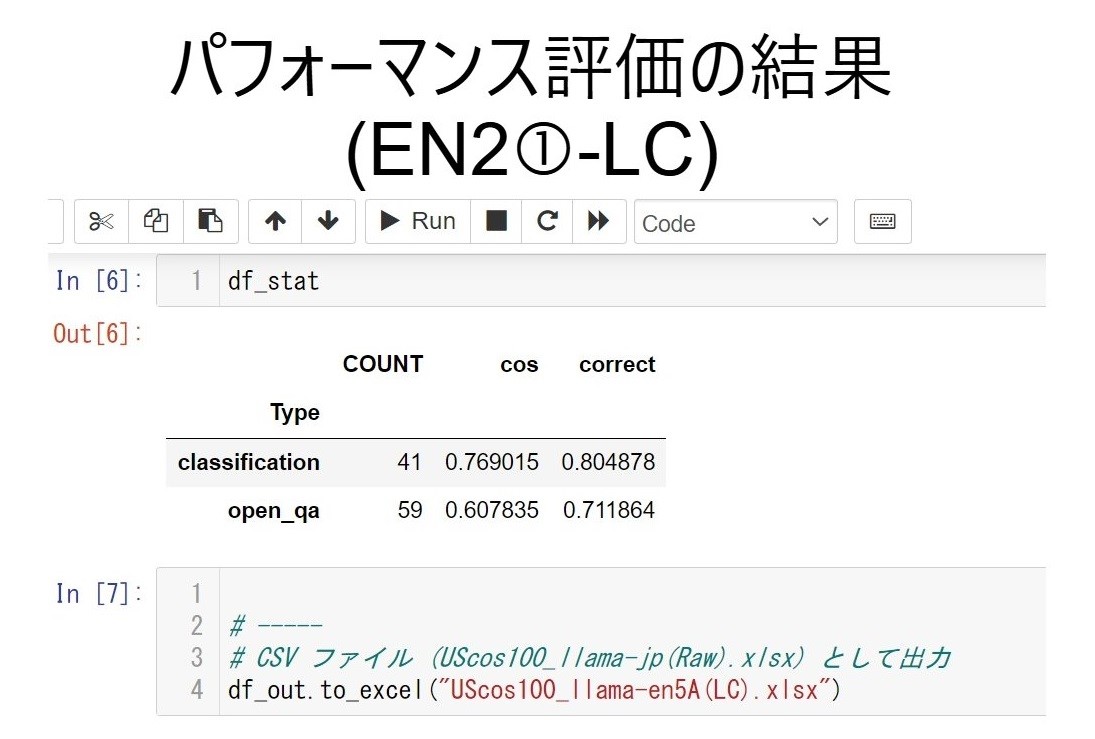 パフォーマンス評価の結果
(EN2①-LC)
Run Code
In [6]: 1 df_stat
Out[6]:
COUNT cos correct
Type
classification 41 0.769015 0.804878
open_qa 59 0.607835 0.711864
In [7]: 1
2 # -----
3 # CSV ファイル (UScos100_llama-jp(Raw).xlsx) として出力
4 df_out.to_excel("UScos100_llama-en5A(LC).xlsx")